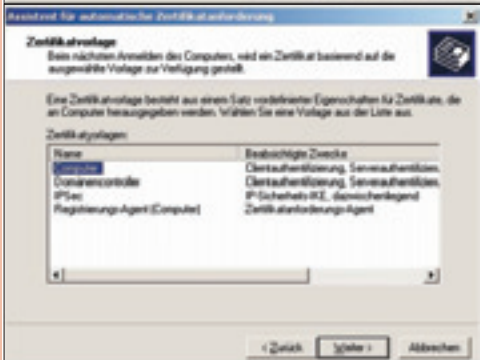 Assistent für automatische Zertifikatanforderung
Zertifikatvorlage
Beim nächsten Anmelden des Computers, wird ein Zertifikat basierend auf die
ausgewählte Vorlage zur Verfügung gestellt.
Eine Zertifikatvorlage besteht aus einem Satz vordefinierter Eigenschaften für Zertifikate, die
an Computer herausgegeben werden. Wählen Sie eine Vorlage aus der Liste aus.
Zertifikatvorlagen:
Name Beabsichtigte Zwecke
Computer Clientauthentifizierung, Serverauthentifizieru
Domänencontroller Clientauthentifizierung, Serverauthentifizieru
IPSec IP-Sicherheits-IKE, dazwischenliegend
Registrierungs-Agent (Computer) Zertifikatanforderungs-Agent
< Zurück Weiter > Abbrechen